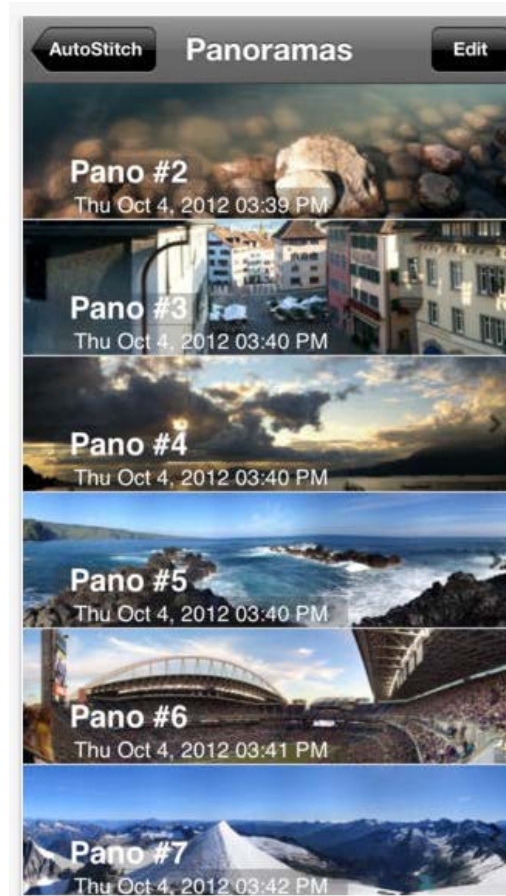 AutoStitch Panoramas Edit
Pano #2
Thu Oct 4, 2012 03:39 PM
Pano #3
Thu Oct 4, 2012 03:40 PM
Pano #4
Thu Oct 4, 2012 03:40 PM
Pano #5
Thu Oct 4, 2012 03:40 PM
Pano #6
Thu Oct 4, 2012 03:41 PM
Pano #7
Thu Oct 4, 2012 03:42 PM